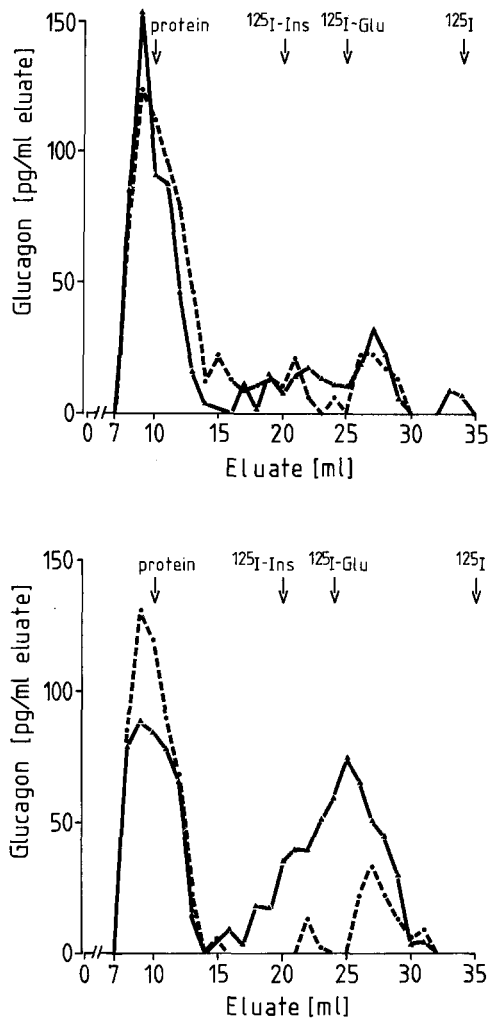 150
protein
¹²⁵I-Ins
¹²⁵I-Glu
¹²⁵I
Glucagon [pg/ml eluate]
100
50
0
0 7 10 15 20 25 30 35
Eluate [ml]
150
protein
¹²⁵I-Ins
¹²⁵I-Glu
¹²⁵I
Glucagon [pg/ml eluate]
100
50
0
0 7 10 15 20 25 30 35
Eluate [ml]